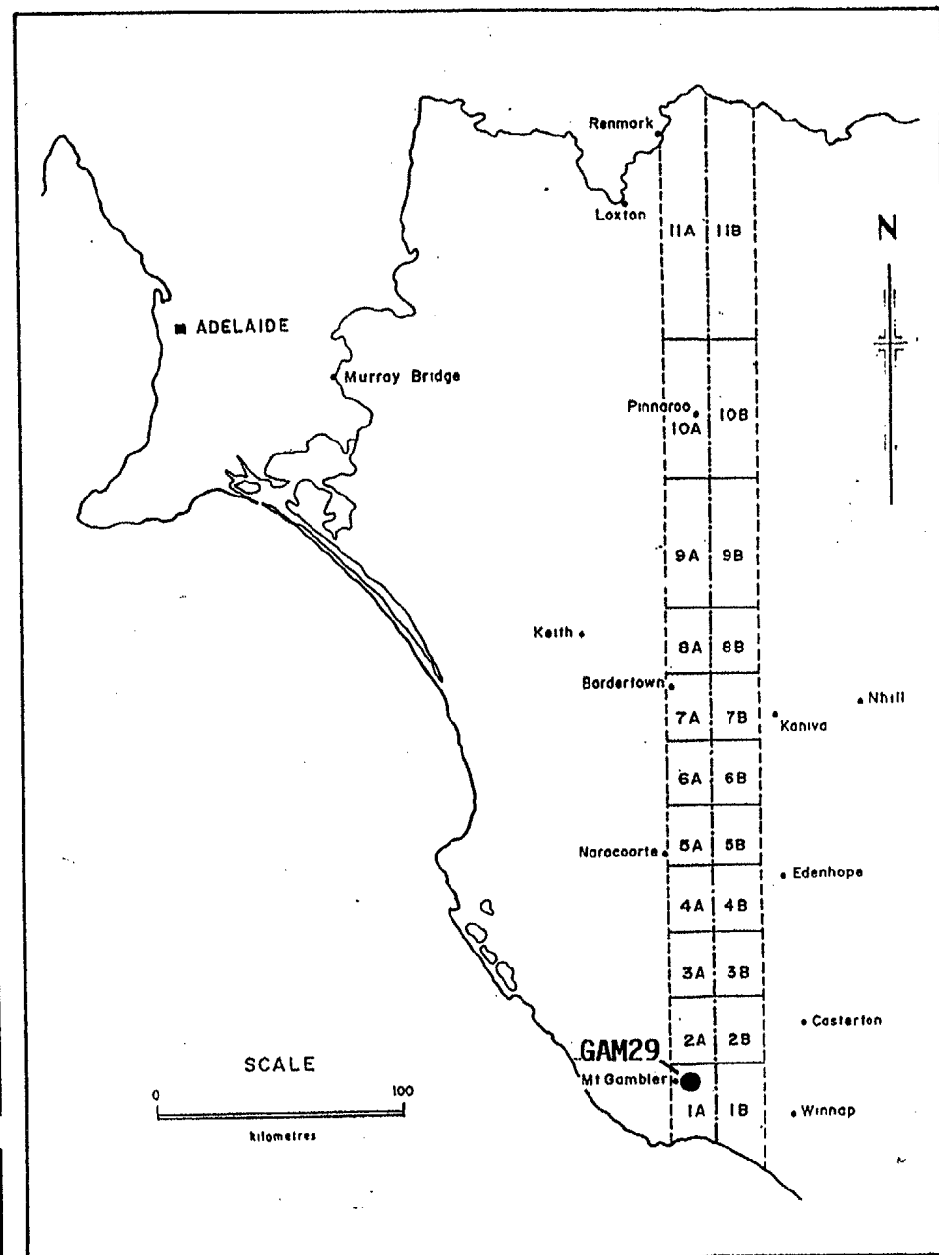 Renmark
Loxton
11A 11B
N
ADELAIDE
Murray Bridge
Pinnaroo
10A 10B
9A 9B
Keith
8A 8B
Bordertown
Nhill
7A 7B
Kaniva
6A 6B
Naracoorte
5A 5B
Edenhope
4A 4B
3A 3B
Casterton
2A 2B
GAM29
SCALE
Mt Gambier
0 100
1A 1B
Winnap
kilometres